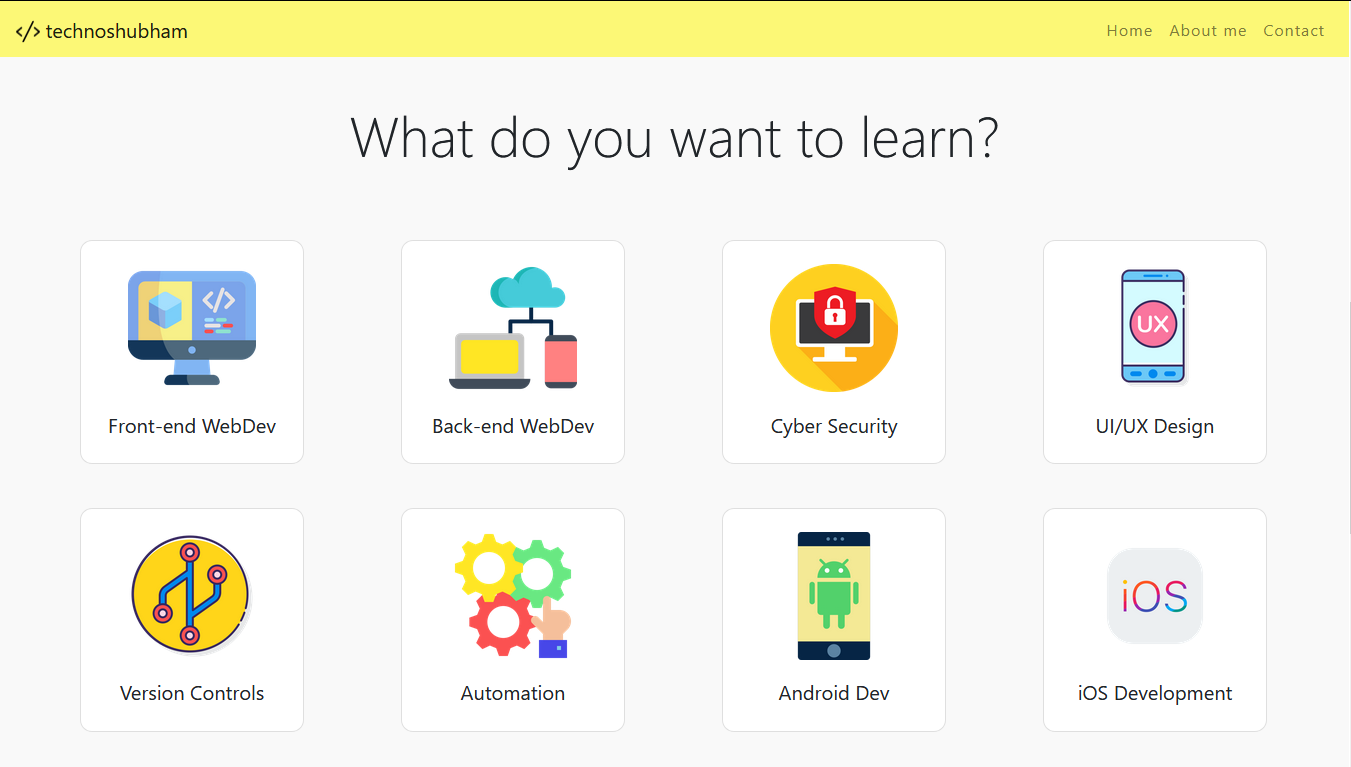 </> technoshubham
Home About me Contact
What do you want to learn?
</>
UX
Front-end WebDev
Back-end WebDev
Cyber Security
UI/UX Design
iOS
Version Controls
Automation
Android Dev
iOS Development